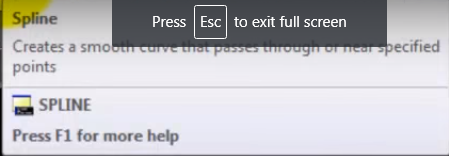 Spline
Press Esc to exit full screen
Creates a smooth curve that passes through or near specified
points
SPLINE
Press F1 for more help